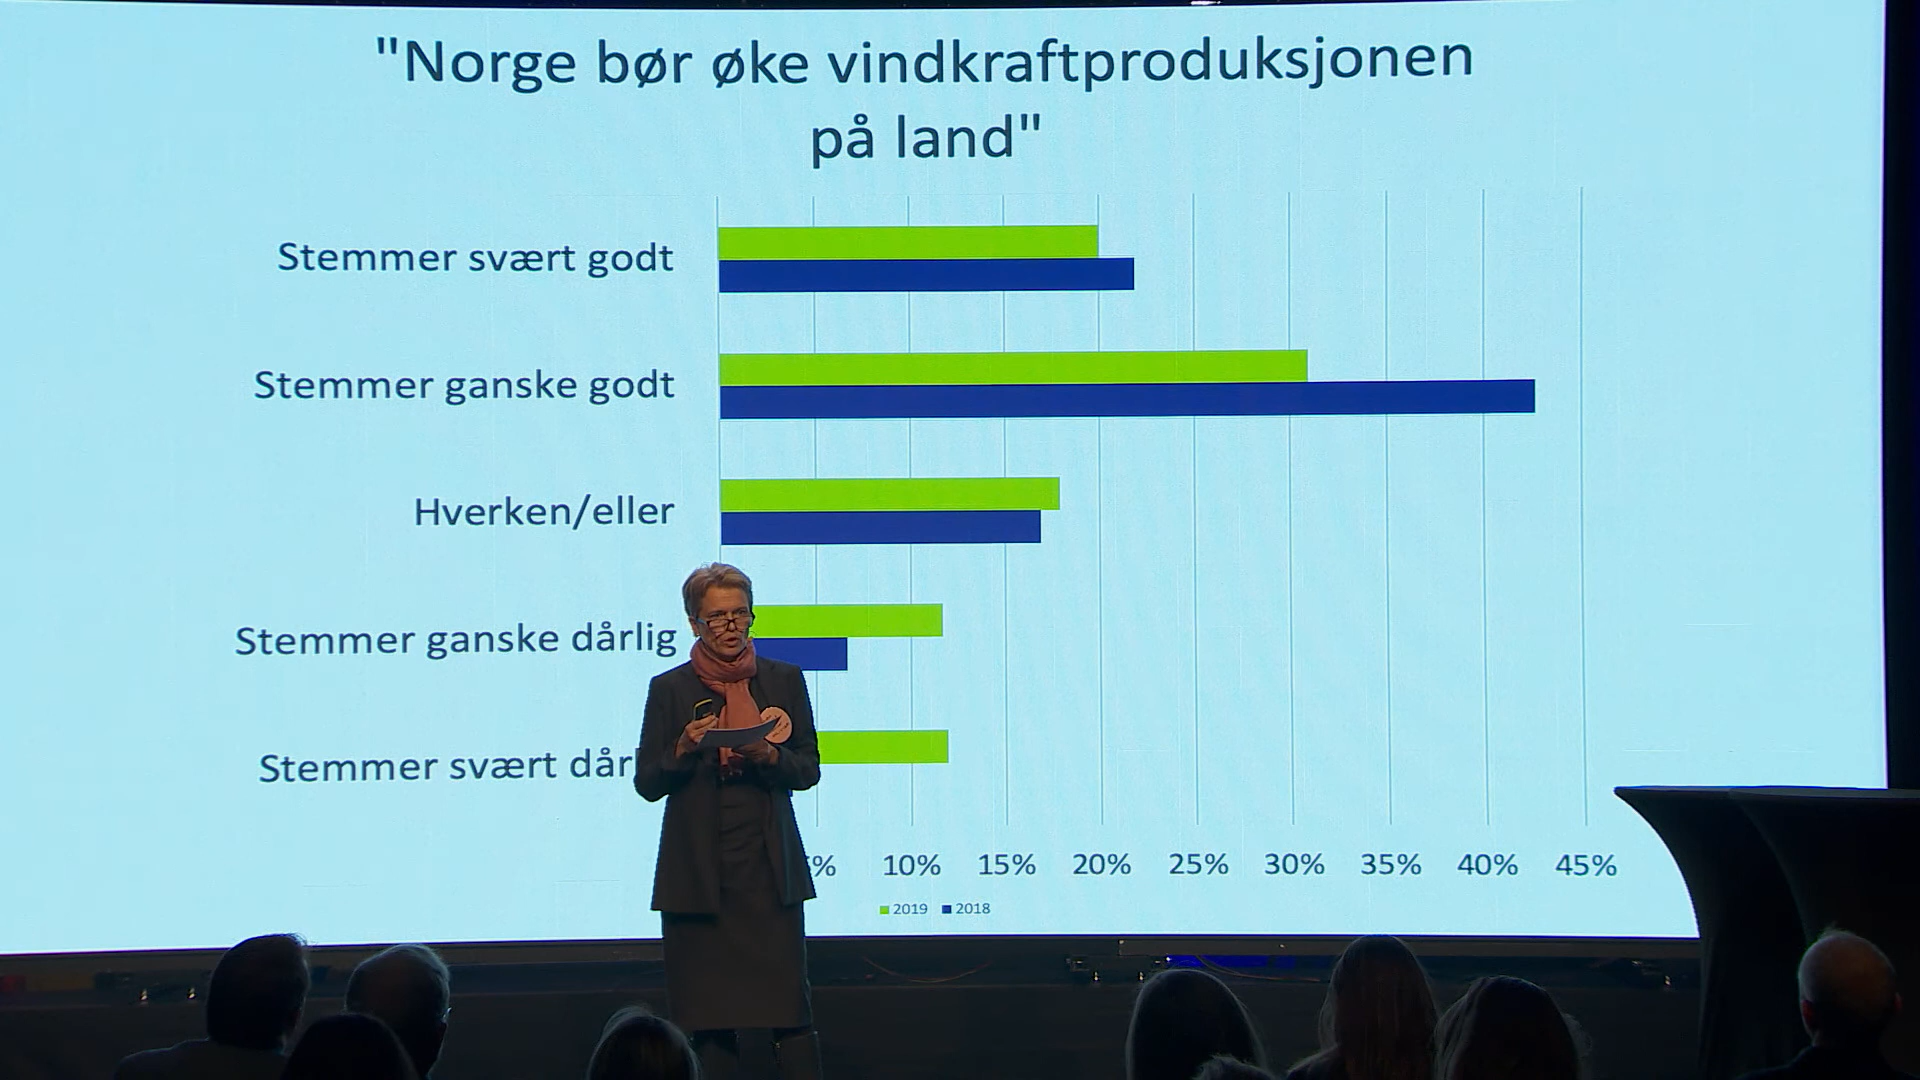 "Norge bør øke vindkraftproduksjonen
på land"
Stemmer svært godt
Stemmer ganske godt
Hverken/eller
Stemmer ganske dårlig
Stemmer svært
10% 15% 20% 25% 30% 35% 40% 45%
2019 2018